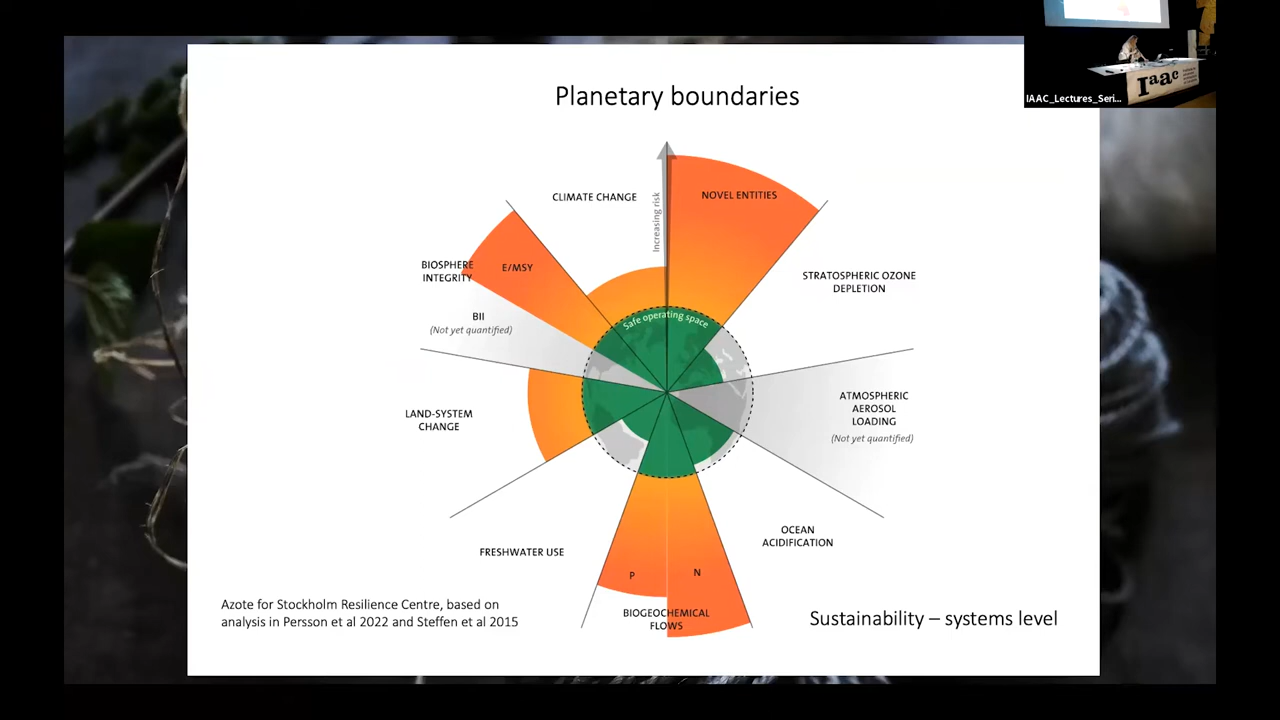 IAAC_Lectures_Seri...
Iaac
Planetary boundaries
Increasing risk
CLIMATE CHANGE
NOVEL ENTITIES
BIOSPHERE
INTEGRITY
E/MSY
STRATOSPHERIC OZONE
DEPLETION
BII
(Not yet quantified)
Safe operating space
LAND-SYSTEM
CHANGE
ATMOSPHERIC
AEROSOL
LOADING
(Not yet quantified)
FRESHWATER USE
P
N
BIOGEOCHEMICAL
FLOWS
OCEAN
ACIDIFICATION
Azote for Stockholm Resilience Centre, based on
analysis in Persson et al 2022 and Steffen et al 2015
Sustainability – systems level